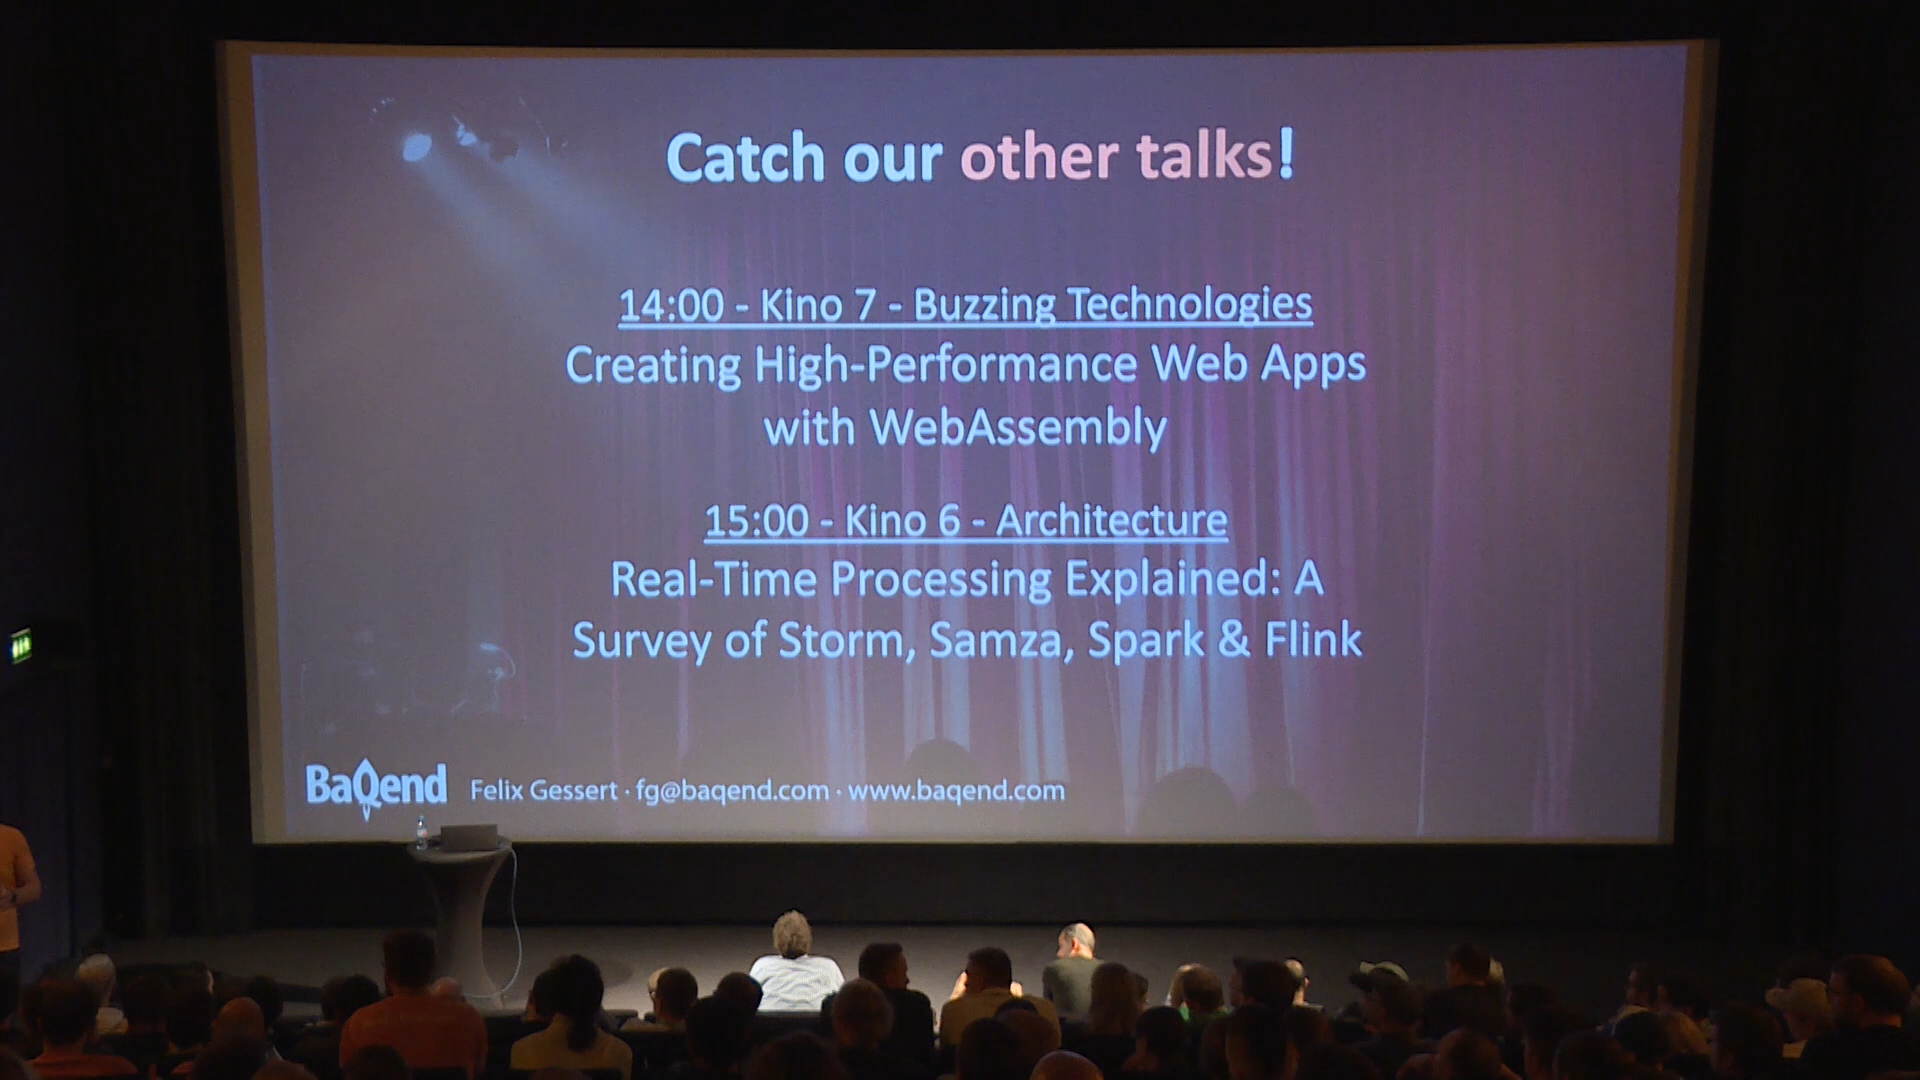 Catch our other talks!
14:00 - Kino 7 - Buzzing Technologies
Creating High-Performance Web Apps
with WebAssembly
15:00 - Kino 6 - Architecture
Real-Time Processing Explained: A
Survey of Storm, Samza, Spark & Flink
BaQend Felix Gessert · fg@baqend.com · www.baqend.com